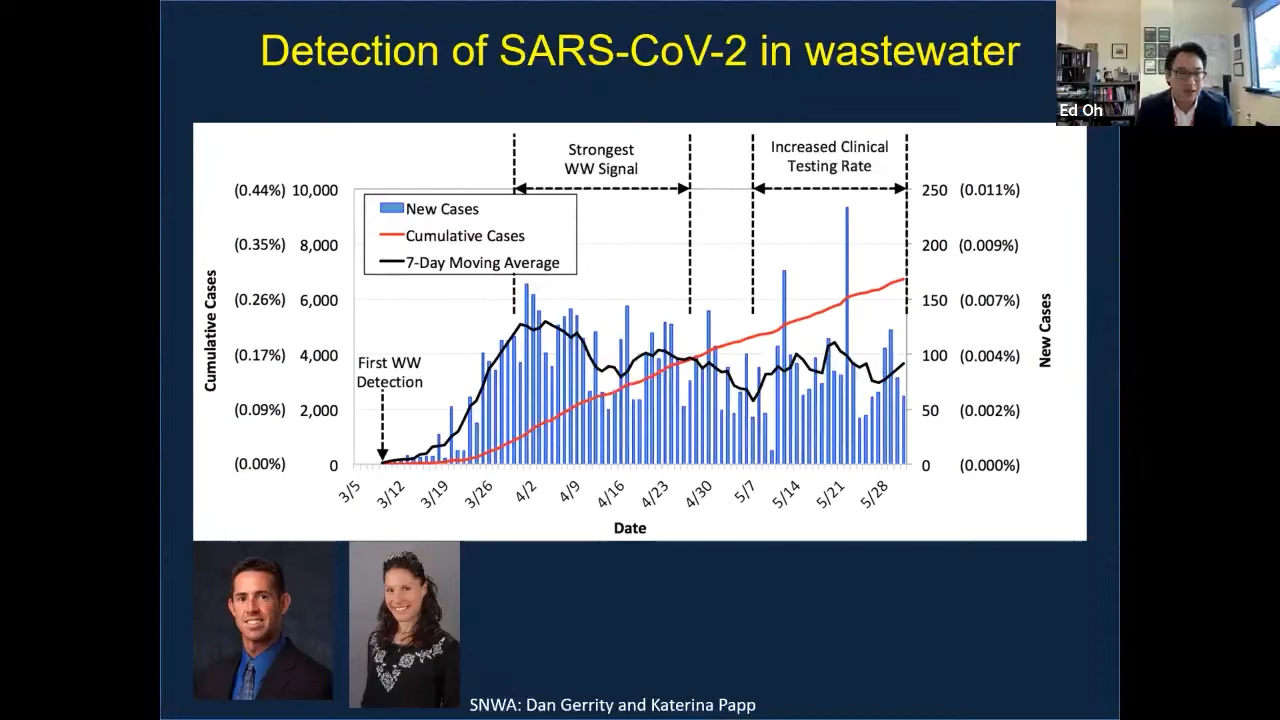 Detection of SARS-CoV-2 in wastewater
Ed Oh
Strongest
WW Signal
Increased Clinical
Testing Rate
(0.44%) 10,000
(0.35%) 8,000
(0.26%) 6,000
(0.17%) 4,000
(0.09%) 2,000
(0.00%) 0
Cumulative Cases
New Cases
Cumulative Cases
7-Day Moving Average
First WW
Detection
250 (0.011%)
200 (0.009%)
150 (0.007%)
100 (0.004%)
50 (0.002%)
0 (0.000%)
New Cases
3/5 3/12 3/19 3/26 4/2 4/9 4/16 4/23 4/30 5/7 5/14 5/21 5/28
Date
SNWA: Dan Gerrity and Katerina Papp